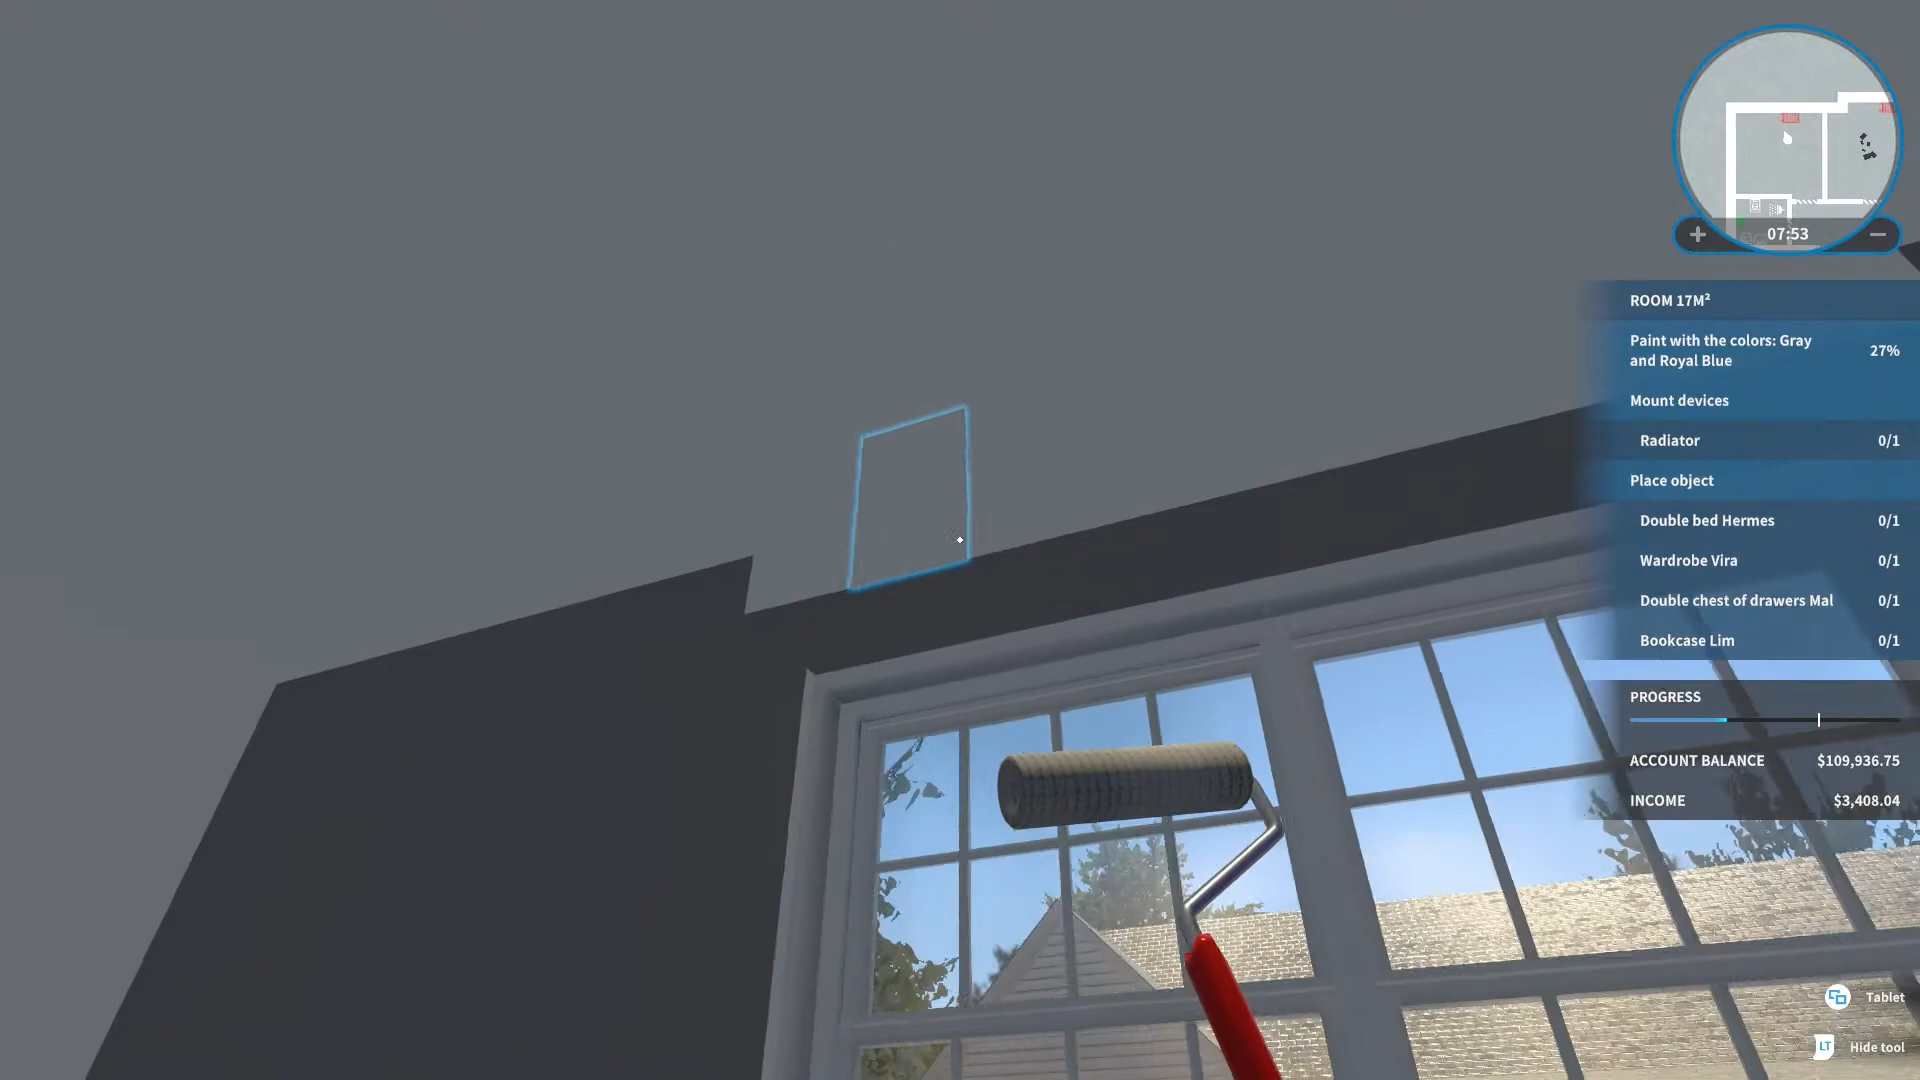 07:53
ROOM 17M²
Paint with the colors: Gray
and Royal Blue
27%
Mount devices
Radiator 0/1
Place object
Double bed Hermes 0/1
Wardrobe Vira 0/1
Double chest of drawers Mal 0/1
Bookcase Lim 0/1
PROGRESS
ACCOUNT BALANCE $109,936.75
INCOME $3,408.04
Tablet
LT Hide tool